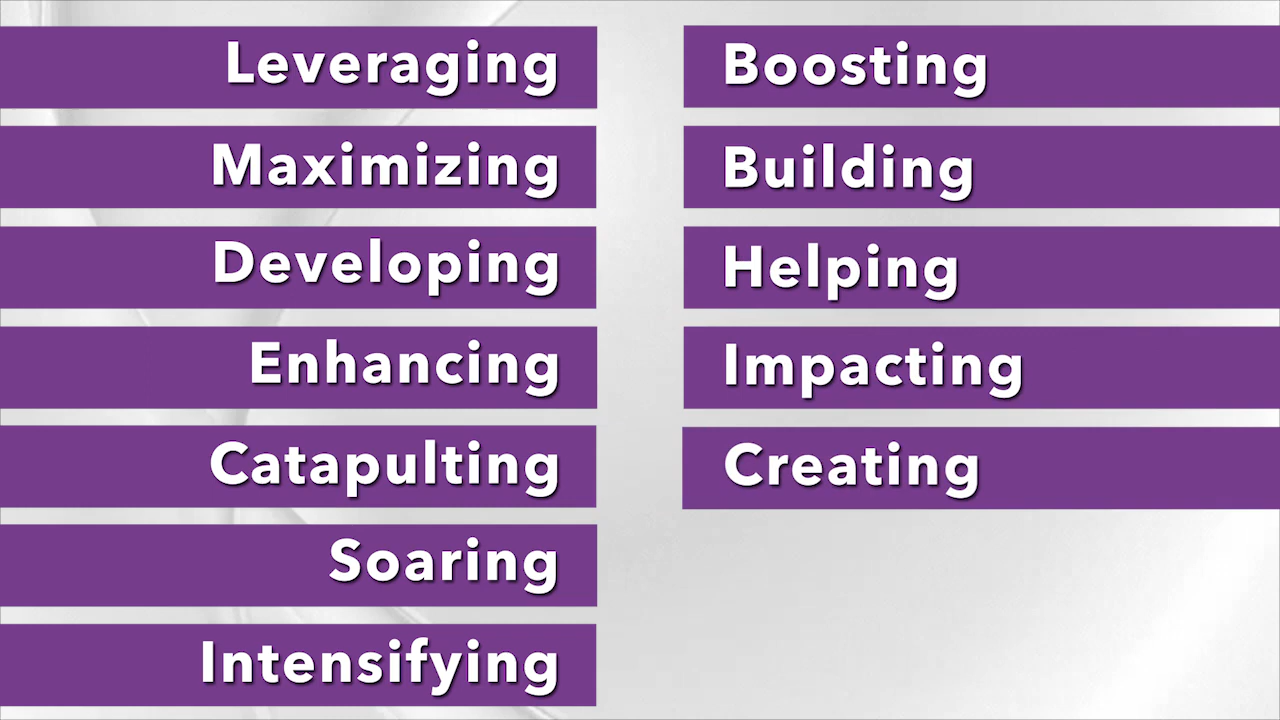 Leveraging
Maximizing
Developing
Enhancing
Catapulting
Soaring
Intensifying
Boosting
Building
Helping
Impacting
Creating